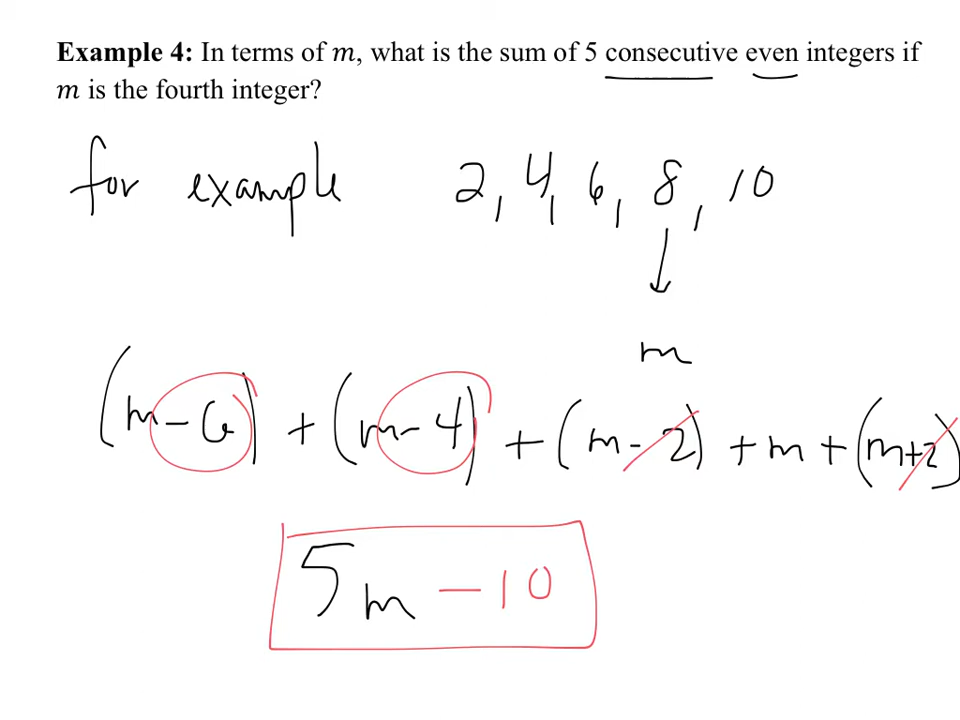 Example 4: In terms of m, what is the sum of 5 consecutive even integers if
m is the fourth integer?
for example 2, 4, 6, 8, 10
m
(m-6) + (m-4) + (m-2) + m + (m+2)
5m - 10